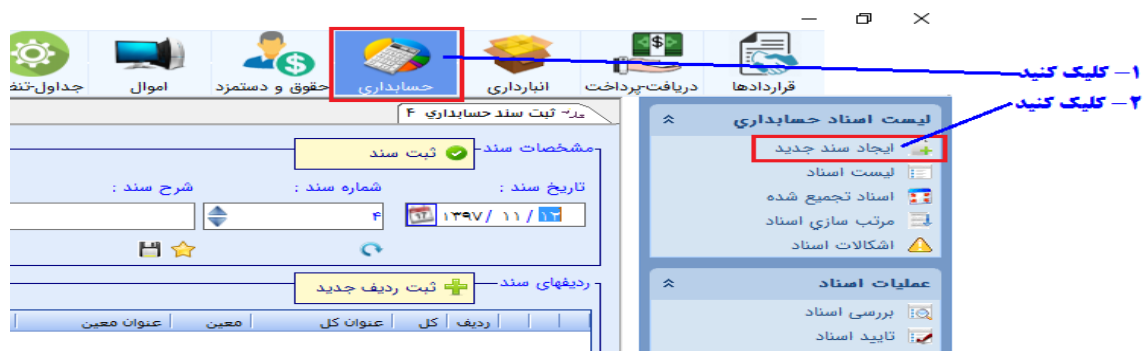 قراردادها
دریافت-پرداخت
انبارداری
حسابداری
حقوق و دستمزد
اموال
جداول-تنف
۱- کلیک کنید
۲- کلیک کنید
لیست اسناد حسابداری
ایجاد سند جدید
لیست اسناد
اسناد تجمیع شده
مرتب سازی اسناد
اشکالات اسناد
عملیات اسناد
بررسی اسناد
تایید اسناد
ثبت سند حسابداری ۴
مشخصات سند
ثبت سند
تاریخ سند :
شماره سند :
شرح سند :
۱۳۹۷/ ۱۱ / ۱۲
۴
ردیفهای سند
ثبت ردیف جدید
ردیف
کل
عنوان کل
معین
عنوان معین